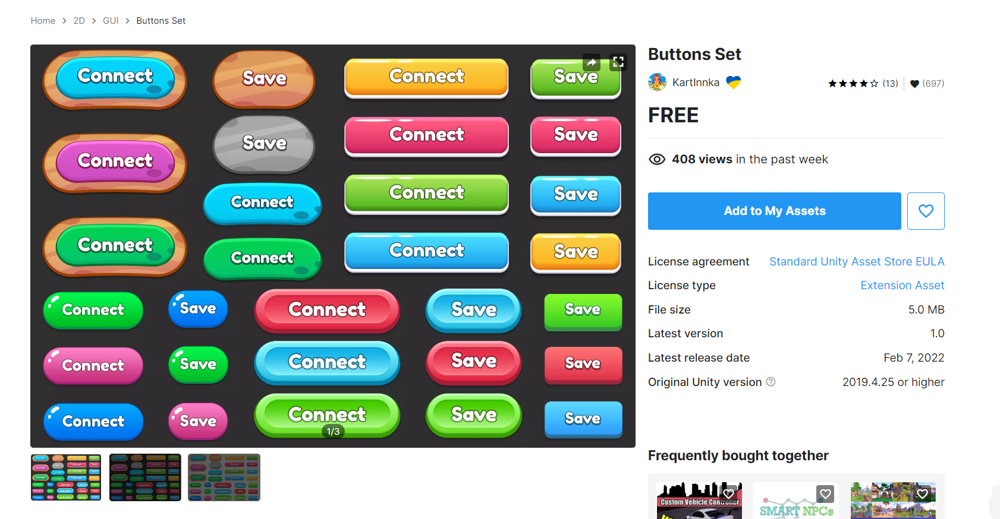 Home > 2D > GUI > Buttons Set
Connect Save Connect Save
Connect Save Connect Save
Connect Connect Save
Connect Connect Connect Save
Connect Save Connect Save Save
Connect Save Connect Save Save
Connect Save Connect Save Save
1/3
Buttons Set
KartInnka (13) (697)
FREE
408 views in the past week
Add to My Assets
License agreement Standard Unity Asset Store EULA
License type Extension Asset
File size 5.0 MB
Latest version 1.0
Latest release date Feb 7, 2022
Original Unity version ? 2019.4.25 or higher
Frequently bought together
Custom Vehicle Controller
SMART NPCs